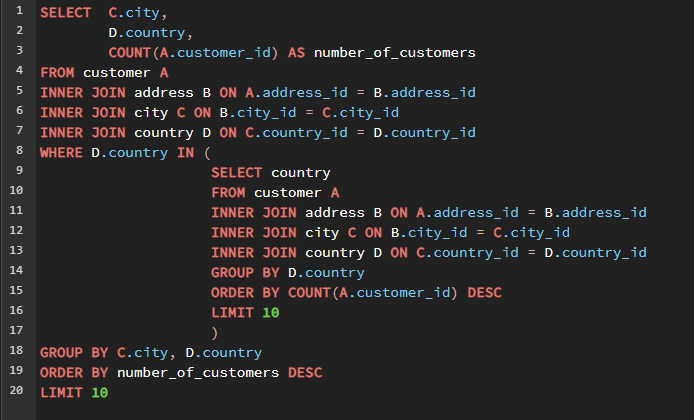 1 SELECT C.city,
2 D.country,
3 COUNT(A.customer_id) AS number_of_customers
4 FROM customer A
5 INNER JOIN address B ON A.address_id = B.address_id
6 INNER JOIN city C ON B.city_id = C.city_id
7 INNER JOIN country D ON C.country_id = D.country_id
8 WHERE D.country IN (
9 SELECT country
10 FROM customer A
11 INNER JOIN address B ON A.address_id = B.address_id
12 INNER JOIN city C ON B.city_id = C.city_id
13 INNER JOIN country D ON C.country_id = D.country_id
14 GROUP BY D.country
15 ORDER BY COUNT(A.customer_id) DESC
16 LIMIT 10
17 )
18 GROUP BY C.city, D.country
19 ORDER BY number_of_customers DESC
20 LIMIT 10